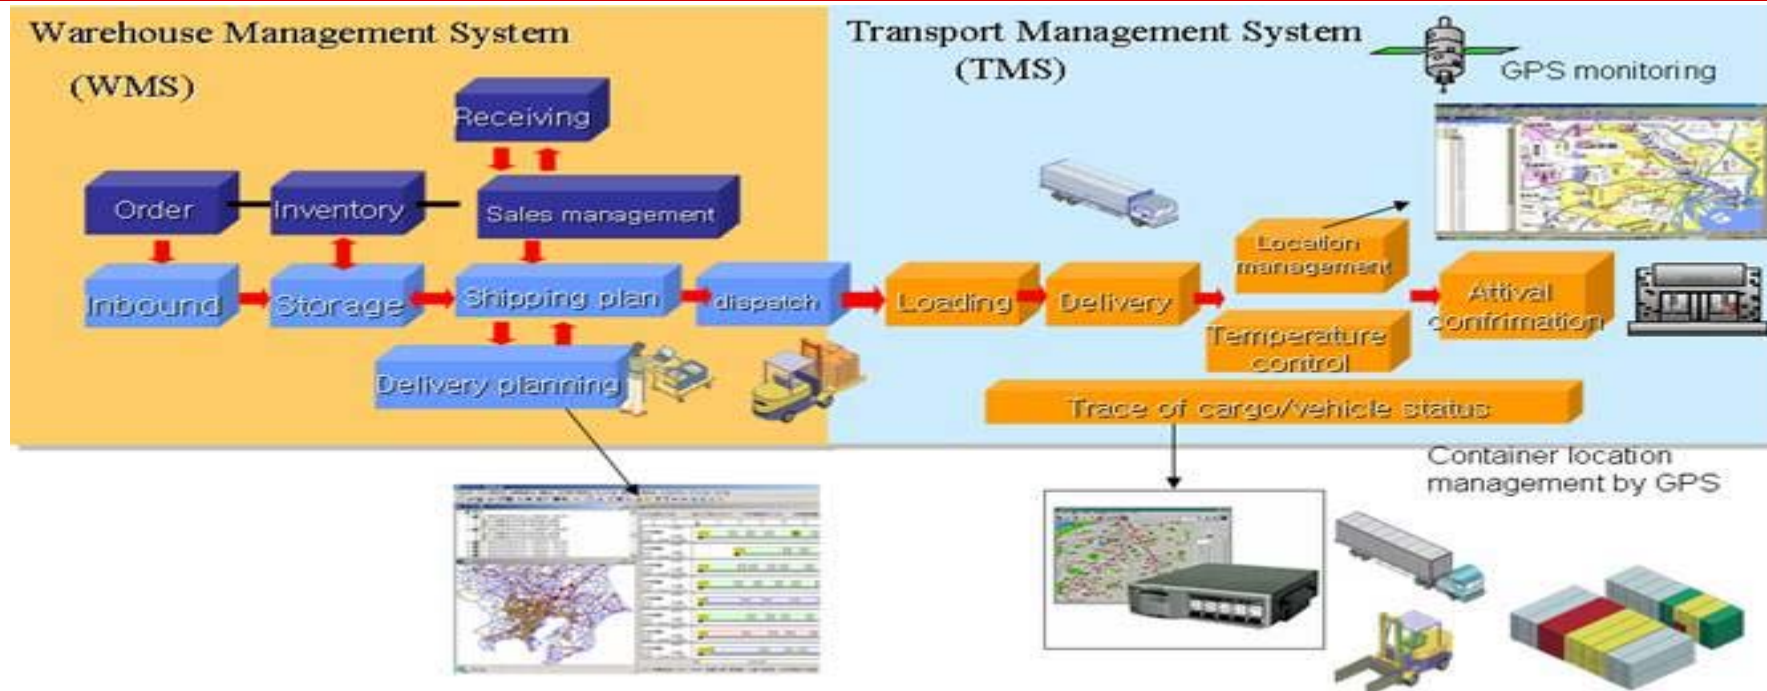 Warehouse Management System
(WMS)
Transport Management System
(TMS)
GPS monitoring
Receiving
Order
Inventory
Sales management
Location
management
Inbound
Storage
Shipping plan
dispatch
Loading
Delivery
Attival
confrimation
Temperature
control
Delivery planning
Trace of cargo/vehicle status
Container location
management by GPS